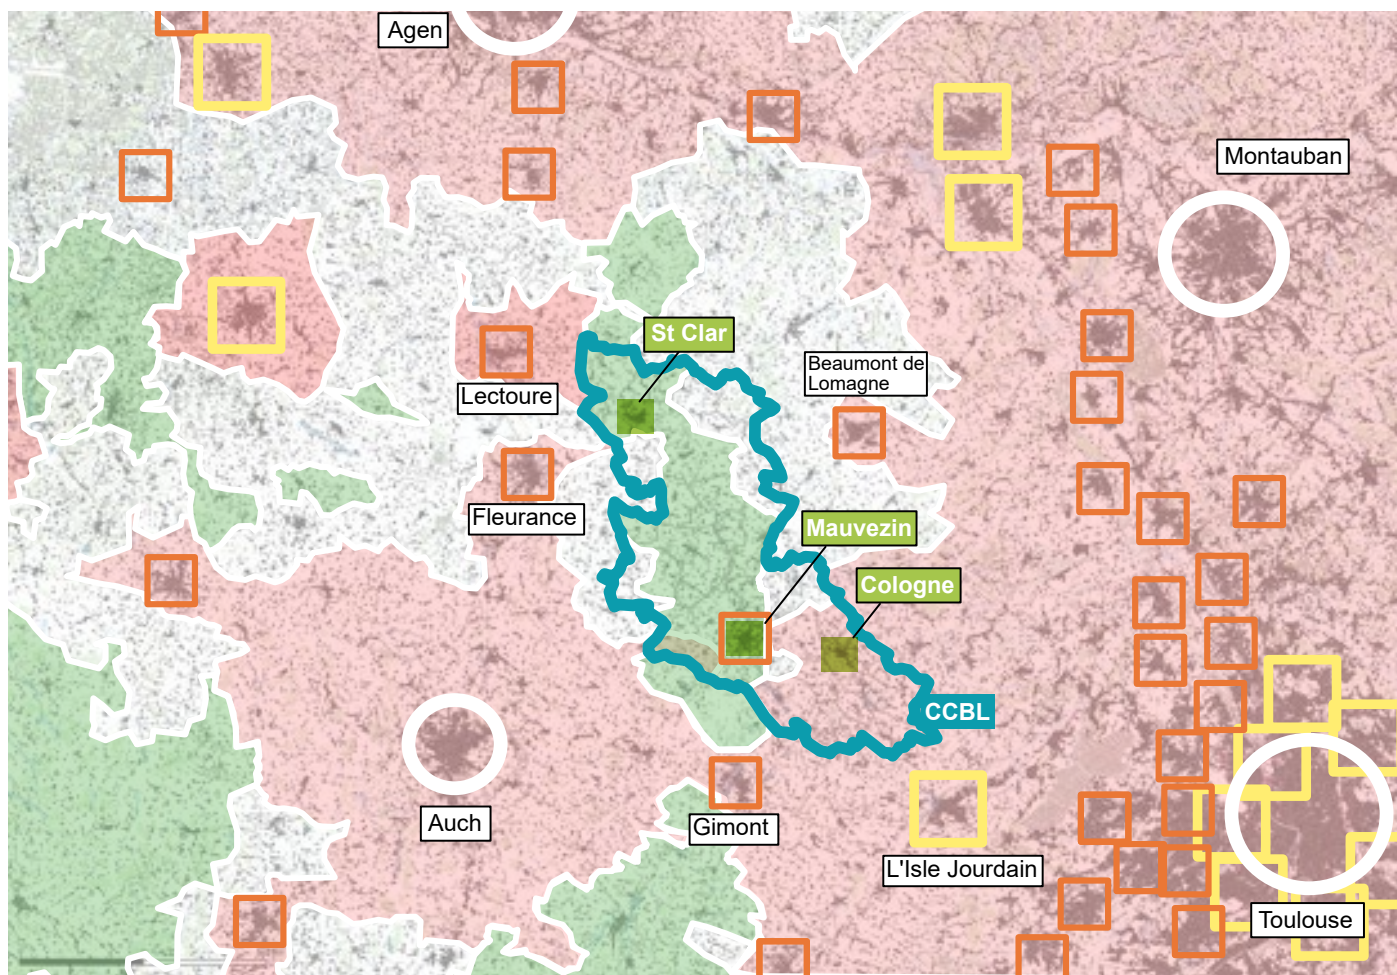 Agen
Montauban
St Clar
Beaumont de
Lomagne
Lectoure
Fleurance
Mauvezin
Cologne
CCBL
Auch
Gimont
L'Isle Jourdain
Toulouse